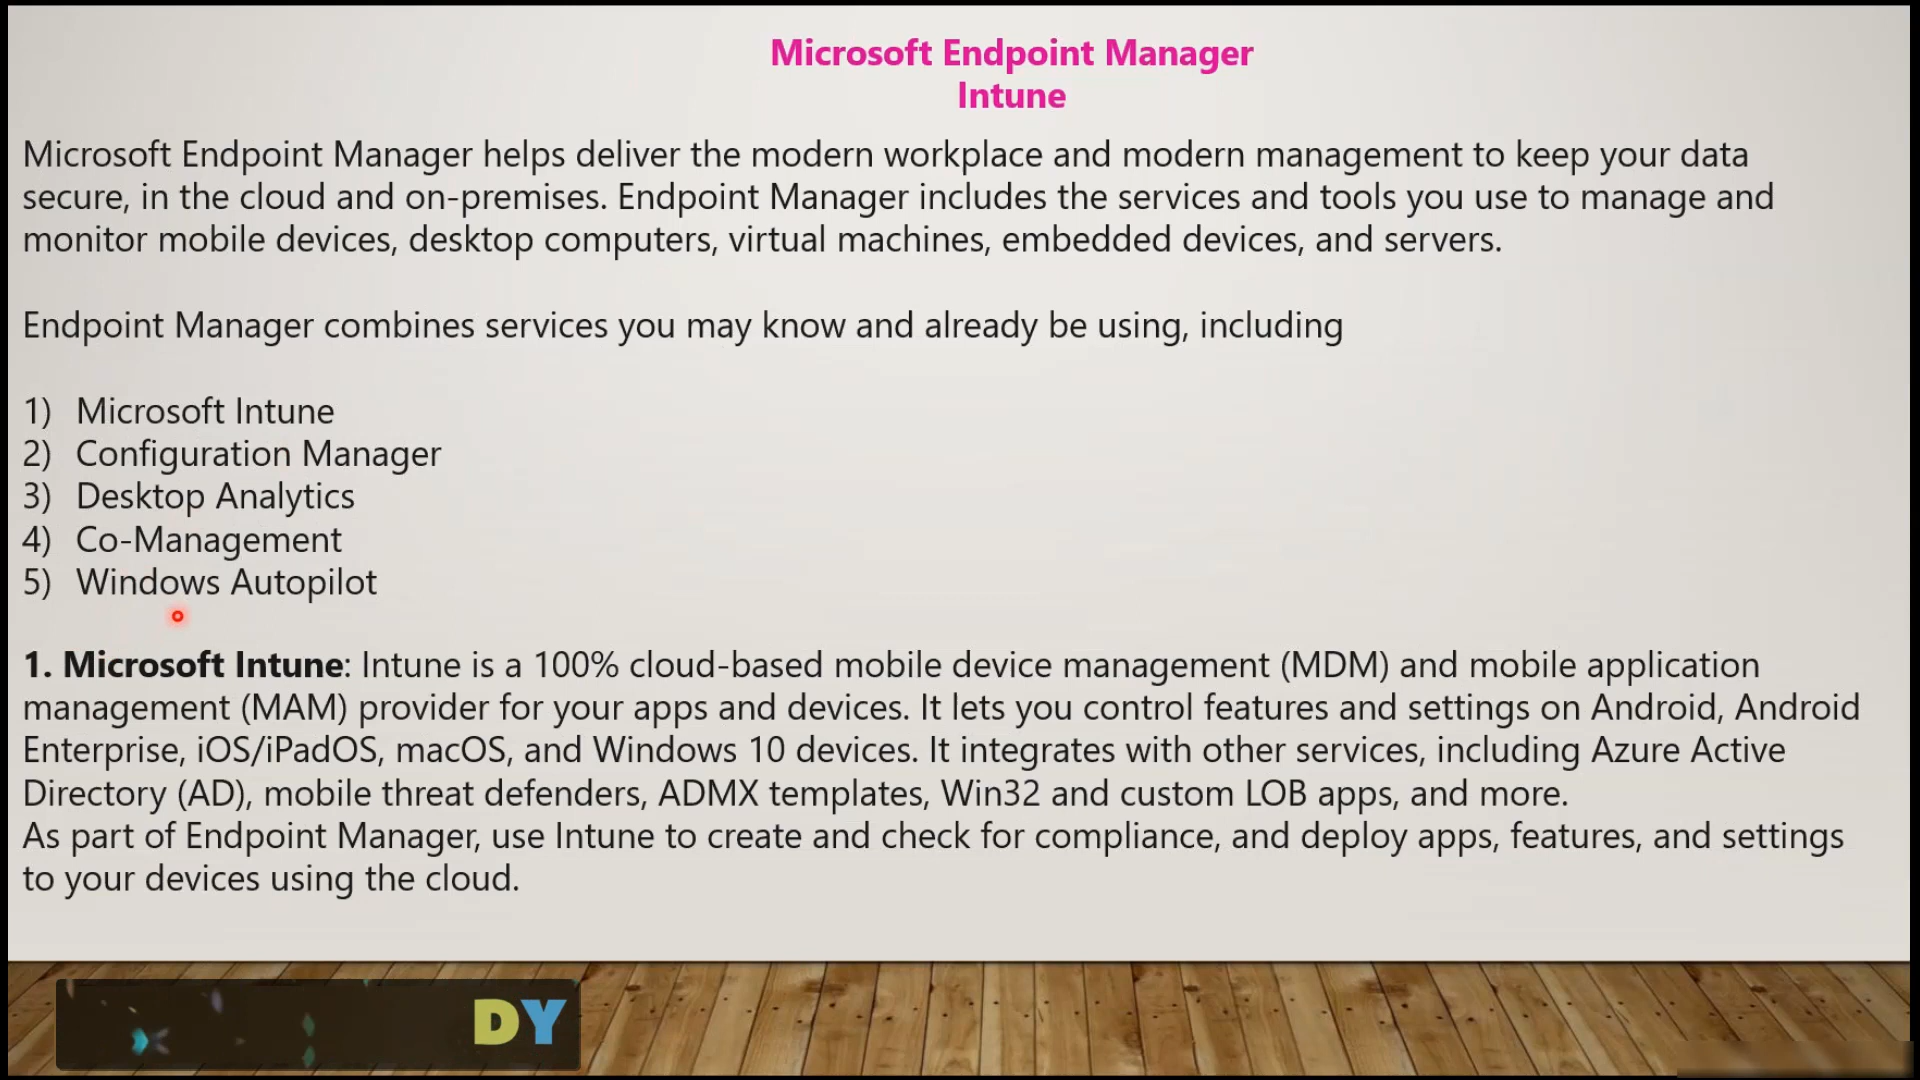 Microsoft Endpoint Manager
Intune
Microsoft Endpoint Manager helps deliver the modern workplace and modern management to keep your data
secure, in the cloud and on-premises. Endpoint Manager includes the services and tools you use to manage and
monitor mobile devices, desktop computers, virtual machines, embedded devices, and servers.
Endpoint Manager combines services you may know and already be using, including
1) Microsoft Intune
2) Configuration Manager
3) Desktop Analytics
4) Co-Management
5) Windows Autopilot
1. Microsoft Intune: Intune is a 100% cloud-based mobile device management (MDM) and mobile application
management (MAM) provider for your apps and devices. It lets you control features and settings on Android, Android
Enterprise, iOS/iPadOS, macOS, and Windows 10 devices. It integrates with other services, including Azure Active
Directory (AD), mobile threat defenders, ADMX templates, Win32 and custom LOB apps, and more.
As part of Endpoint Manager, use Intune to create and check for compliance, and deploy apps, features, and settings
to your devices using the cloud.
DY